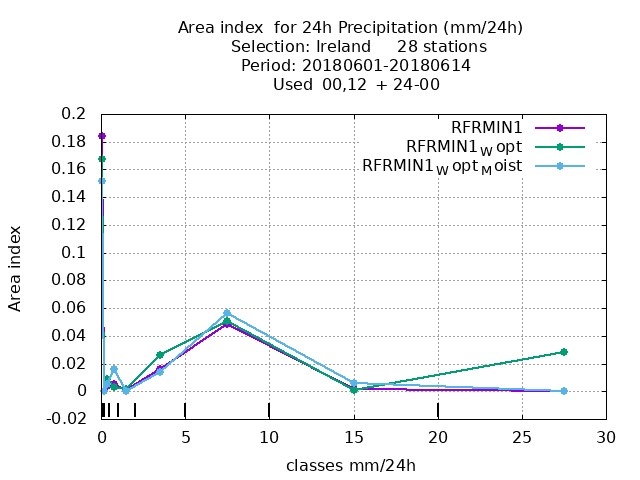 Area index  for 24h Precipitation (mm/24h)
Selection: Ireland     28 stations
Period: 20180601-20180614
Used  00,12  + 24-00
RFRMIN1
RFRMIN1Wopt
RFRMIN1WoptMoist
0.2
0.18
0.16
0.14
0.12
0.1
0.08
0.06
0.04
0.02
0
-0.02
Area index
0 5 10 15 20 25 30
classes mm/24h